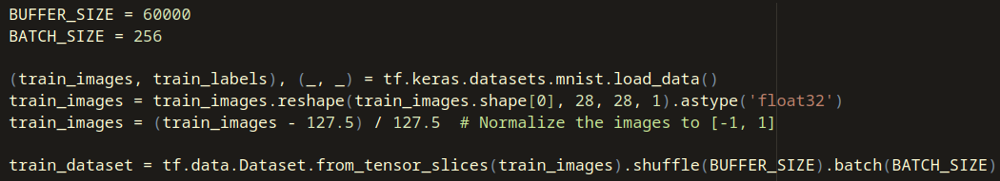 BUFFER_SIZE = 60000
BATCH_SIZE = 256
(train_images, train_labels), (_, _) = tf.keras.datasets.mnist.load_data()
train_images = train_images.reshape(train_images.shape[0], 28, 28, 1).astype('float32')
train_images = (train_images - 127.5) / 127.5  # Normalize the images to [-1, 1]
train_dataset = tf.data.Dataset.from_tensor_slices(train_images).shuffle(BUFFER_SIZE).batch(BATCH_SIZE)